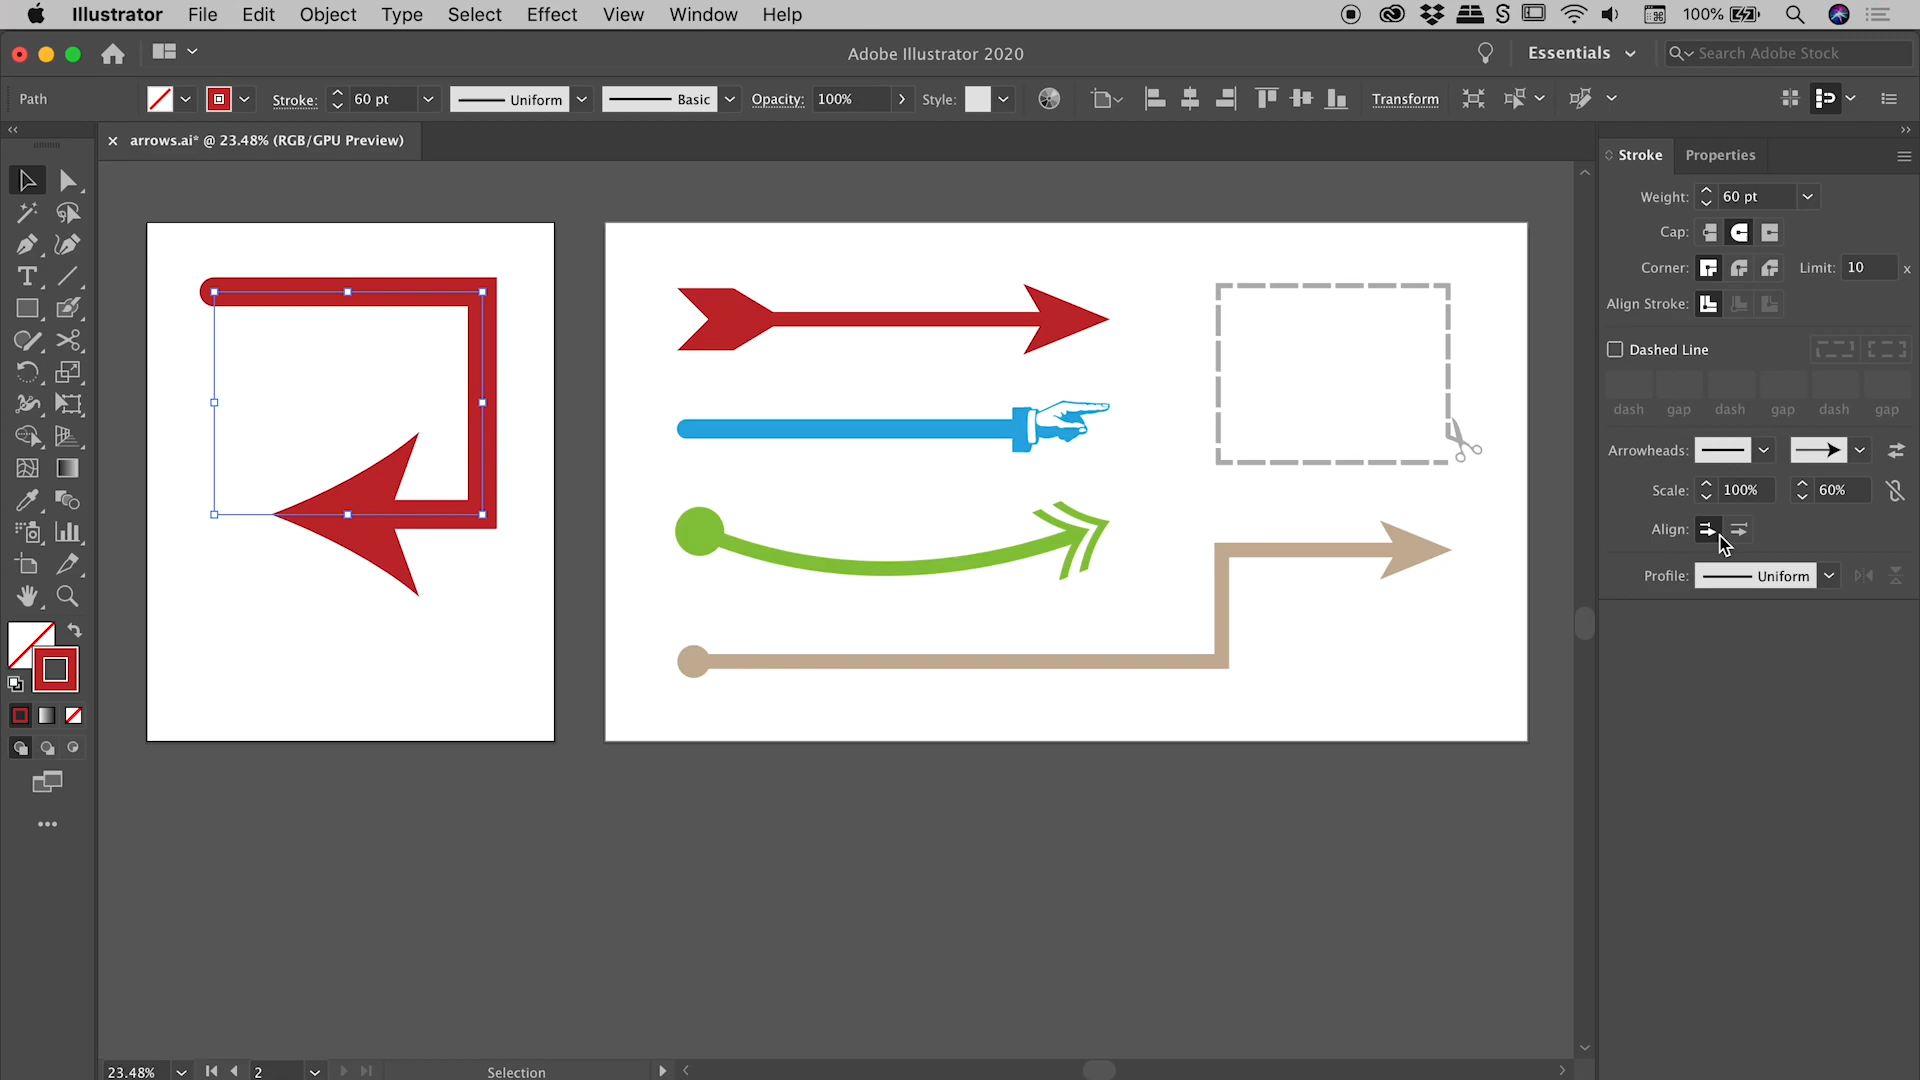 Illustrator File Edit Object Type Select Effect View Window Help 100%
Adobe Illustrator 2020 Essentials Search Adobe Stock
Path Stroke: 60 pt Uniform Basic Opacity: 100% Style: Transform
arrows.ai* @ 23.48% (RGB/GPU Preview)
Stroke Properties
Weight: 60 pt
Cap:
Corner: Limit: 10 x
Align Stroke:
Dashed Line
dash gap dash gap dash gap
Arrowheads:
Scale: 100% 60%
Align:
Profile: Uniform
23.48% 2 Selection